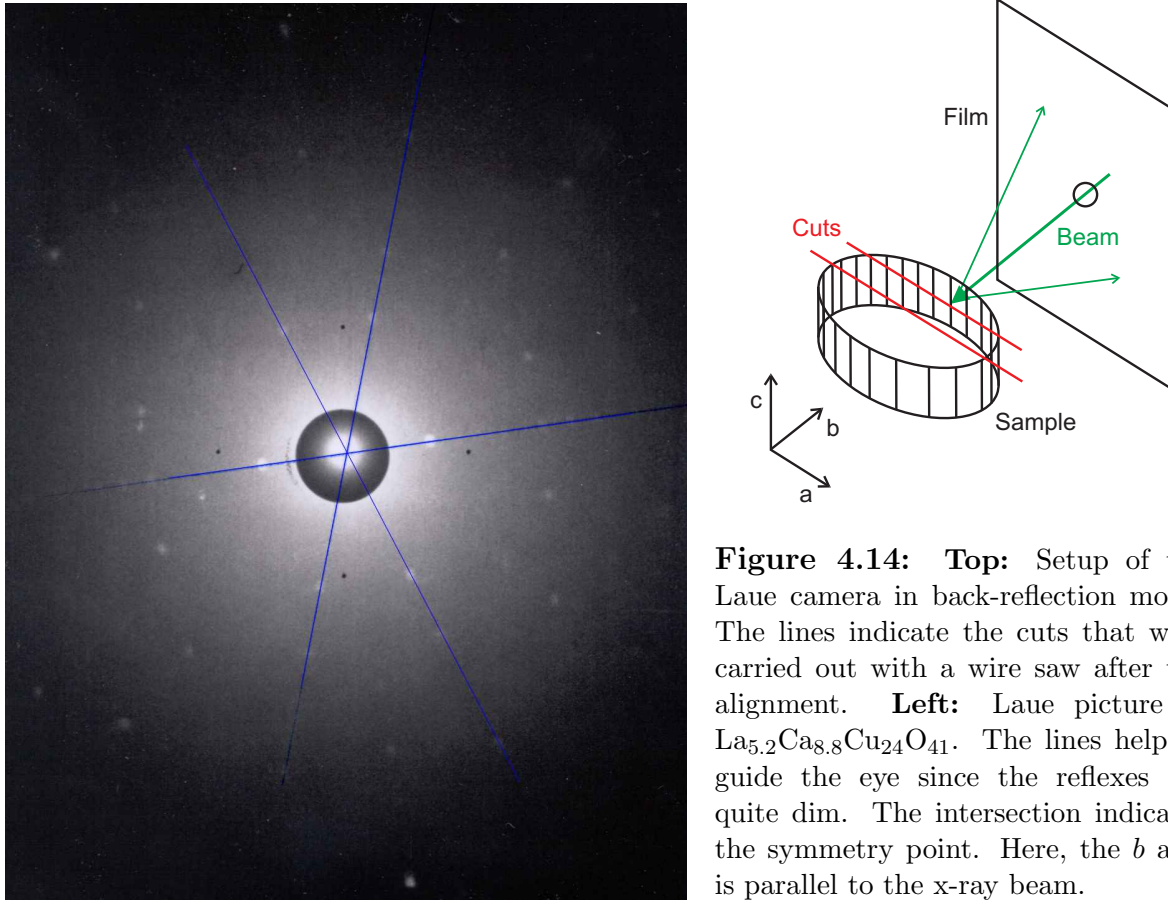 Film
Cuts
Beam
c
b
a
Sample
Figure 4.14: Top: Setup of
Laue camera in back-reflection
The lines indicate the cuts that
carried out with a wire saw after
alignment. Left: Laue picture
La5.2Ca8.8Cu24O41. The lines help
guide the eye since the reflexes
quite dim. The intersection
the symmetry point. Here, the b
is parallel to the x-ray beam.